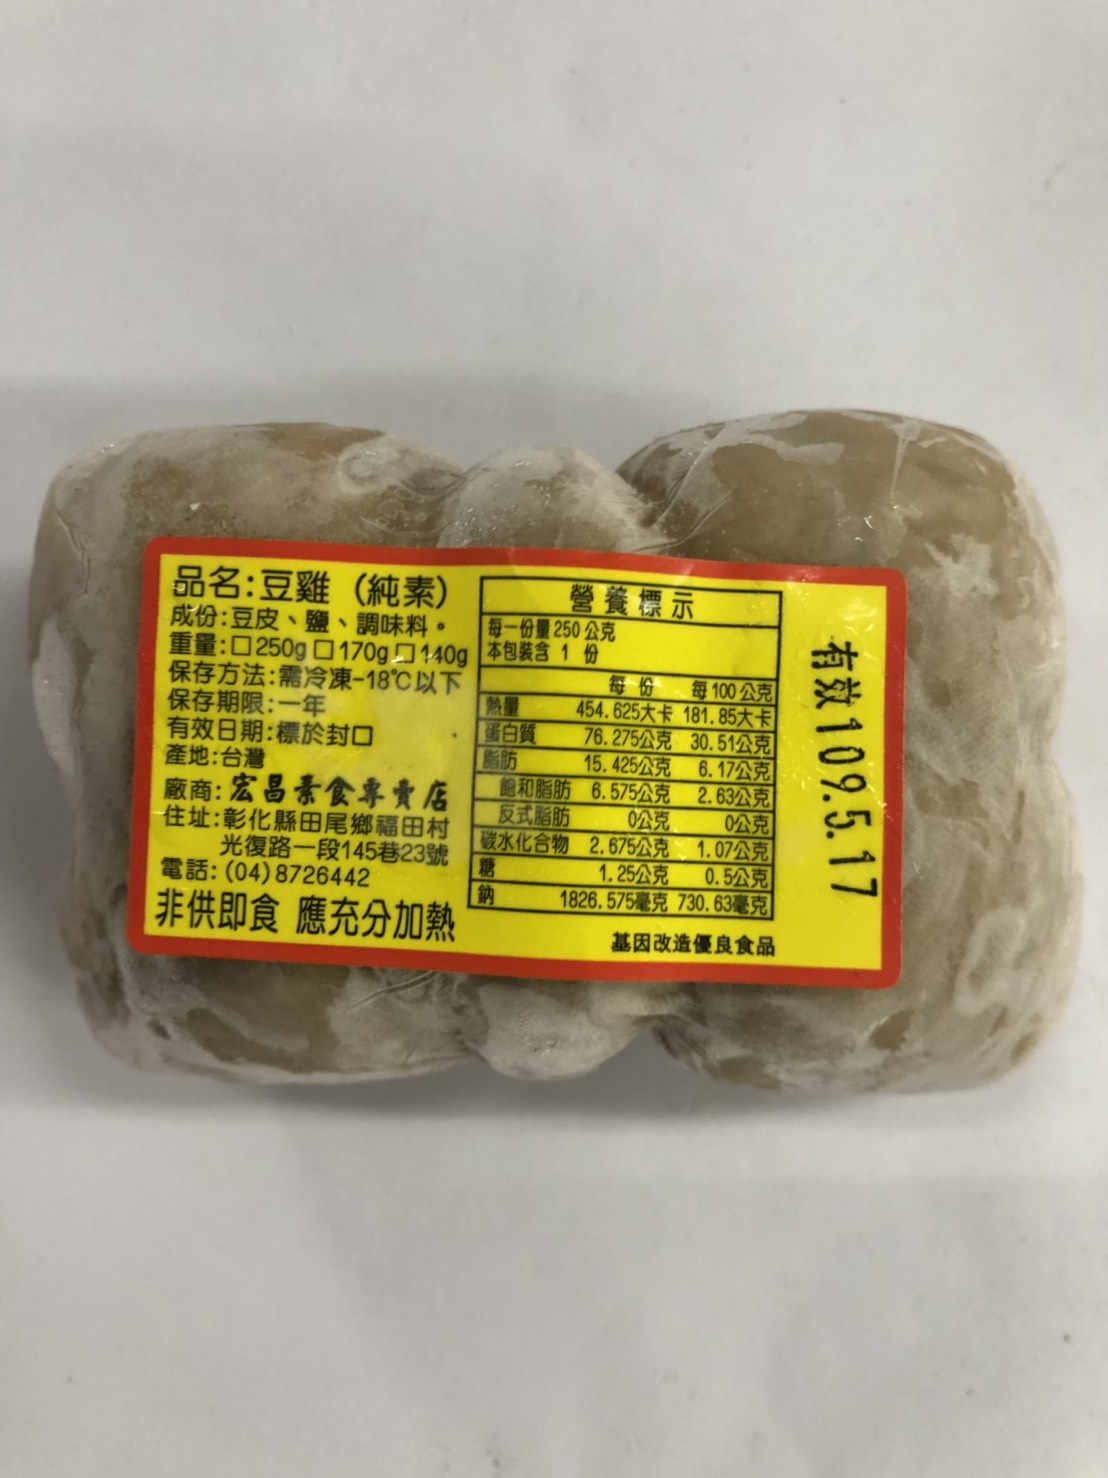 品名:豆雞 (純素)
成份:豆皮、鹽、調味料。
重量:□250g□170g□140g
保存方法:需冷凍-18℃以下
保存期限:一年
有效日期:標於封口
產地:台灣
廠商:宏昌素食專賣店
住址:彰化縣田尾鄉福田村
光復路一段145巷23號
電話:(04)8726442
非供即食 應充分加熱
營養標示
每一份量250公克
本包裝含 1 份
每 份 每100公克
熱量 454.625大卡 181.85大卡
蛋白質 76.275公克 30.51公克
脂肪 15.425公克 6.17公克
飽和脂肪 6.575公克 2.63公克
反式脂肪 0公克 0公克
碳水化合物 2.675公克 1.07公克
糖 1.25公克 0.5公克
鈉 1826.575毫克 730.63毫克
基因改造優良食品
有效109.5.17